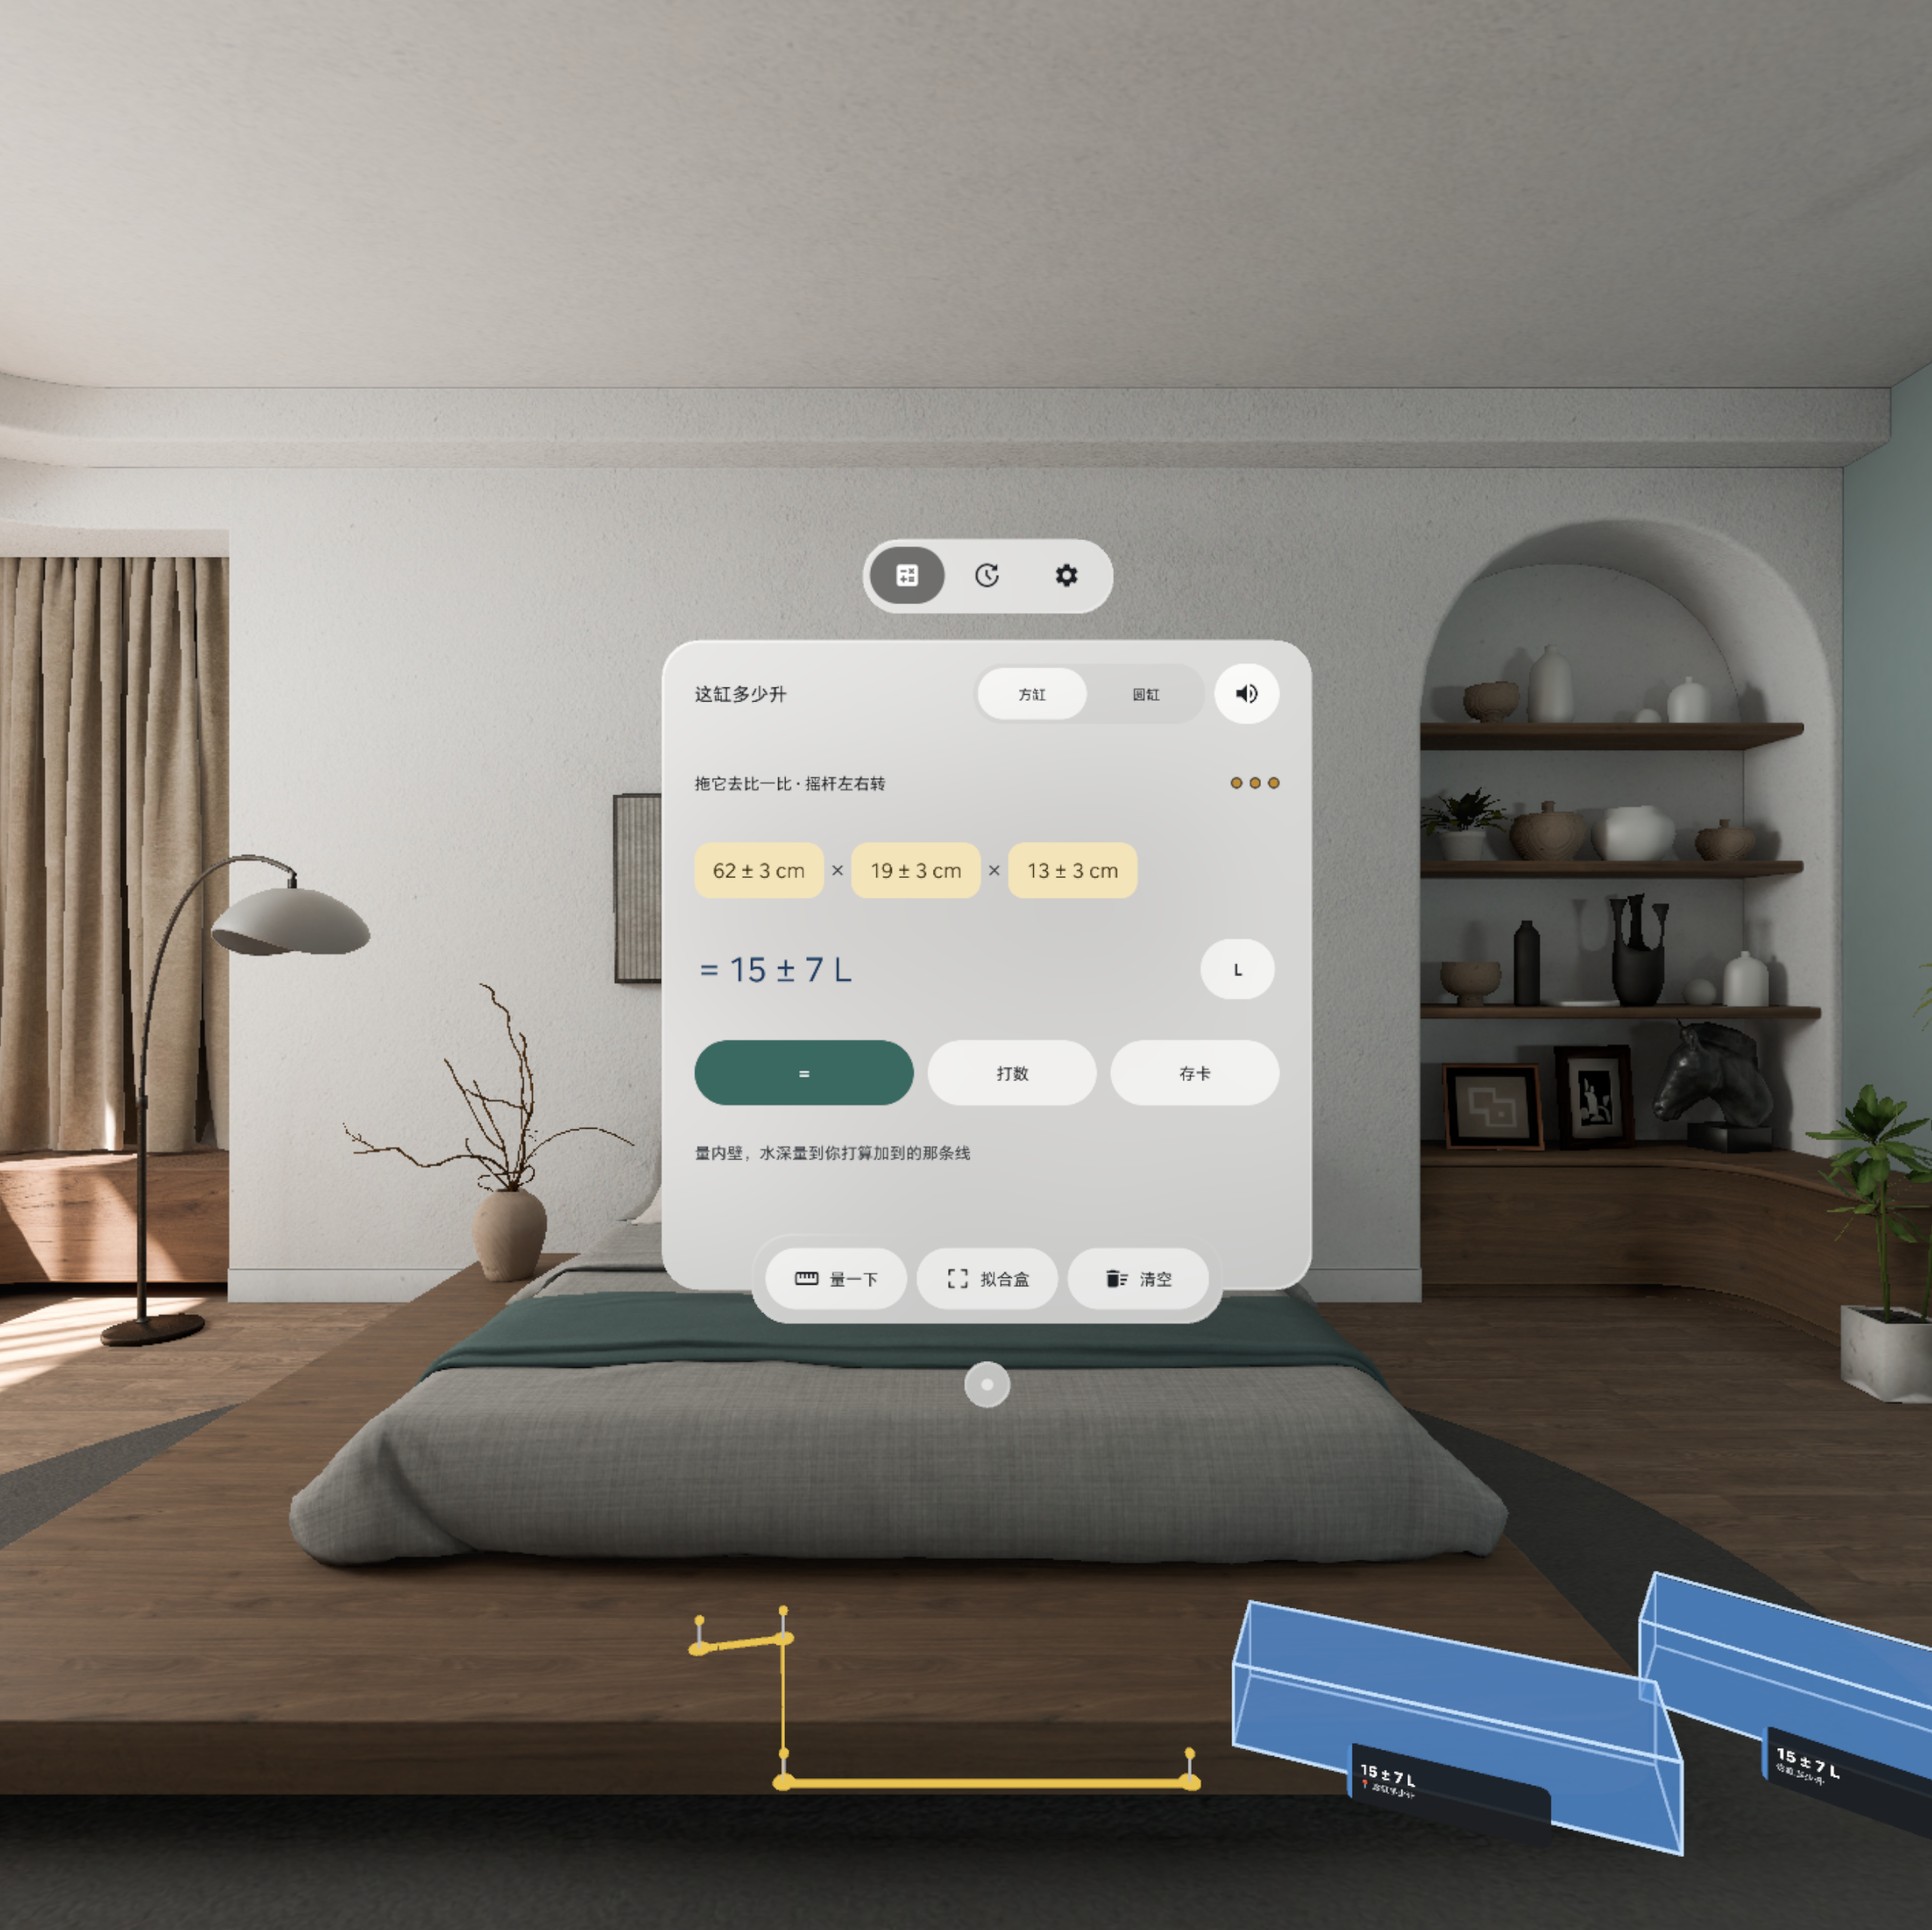 这缸多少升
方缸
圆缸
拖它去比一比 · 摇杆左右转
62 ± 3 cm × 19 ± 3 cm × 13 ± 3 cm
= 15 ± 7 L
L
=
打数
存卡
量内壁，水深量到你打算加到的那条线
量一下
拟合盒
清空
15 ± 7 L
15 ± 7 L